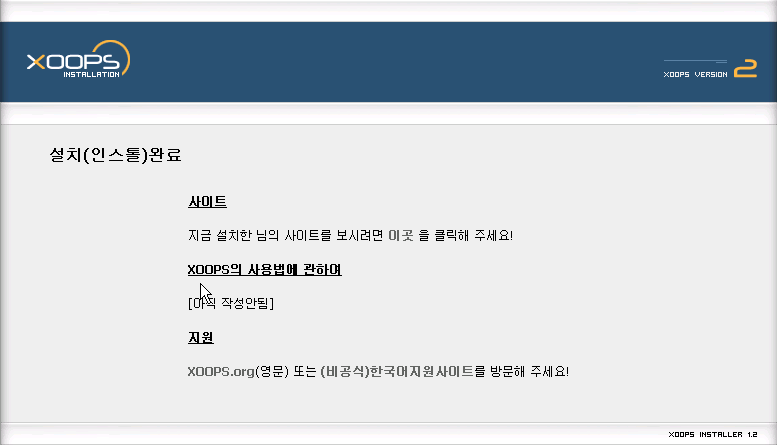 XOOPS
INSTALLATION
XOOPS VERSION 2
설치(인스톨)완료
사이트
지금 설치한 님의 사이트를 보시려면 이곳 을 클릭해 주세요!
XOOPS의 사용법에 관하여
[아직 작성안됨]
지원
XOOPS.org(영문) 또는 (비공식)한국어지원사이트를 방문해 주세요!
XOOPS INSTALLER 1.2